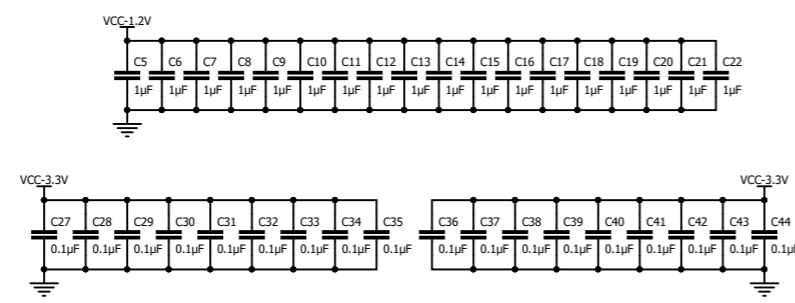 VCC-1.2V
C5 C6 C7 C8 C9 C10 C11 C12 C13 C14 C15 C16 C17 C18 C19 C20 C21 C22
1µF 1µF 1µF 1µF 1µF 1µF 1µF 1µF 1µF 1µF 1µF 1µF 1µF 1µF 1µF 1µF 1µF 1µF
VCC-3.3V VCC-3.3V
C27 C28 C29 C30 C31 C32 C33 C34 C35 C36 C37 C38 C39 C40 C41 C42 C43 C44
0.1µF 0.1µF 0.1µF 0.1µF 0.1µF 0.1µF 0.1µF 0.1µF 0.1µF 0.1µF 0.1µF 0.1µF 0.1µF 0.1µF 0.1µF 0.1µF 0.1µF 0.1µ